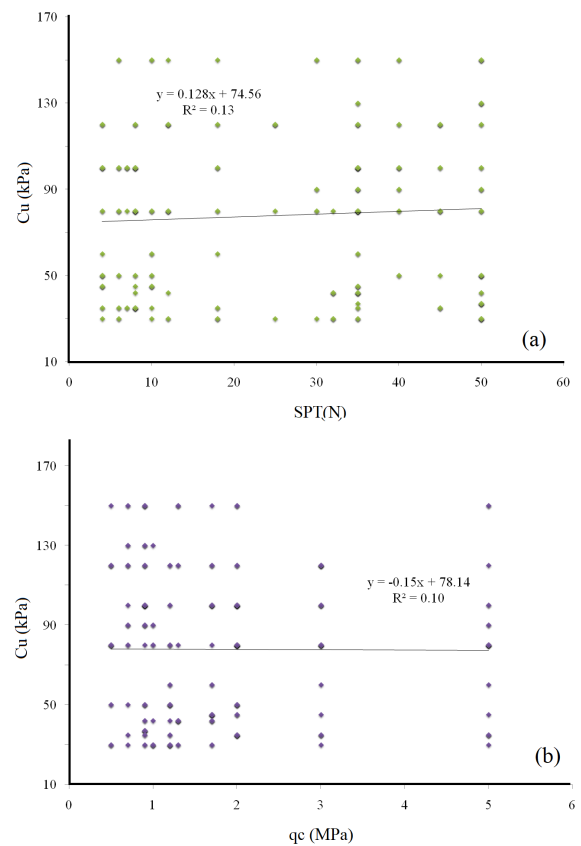 170
130
90
50
10
Cu (kPa)
y = 0.128x + 74.56
R² = 0.13
(a)
0
10
20
30
40
50
60
SPT(N)
170
130
90
50
10
Cu (kPa)
y = -0.15x + 78.14
R² = 0.10
(b)
0
1
2
3
4
5
6
qc (MPa)